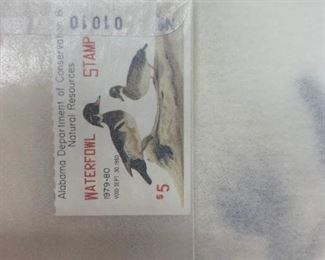 01010
Alabama Department of Conservation &
Natural Resources
WATERFOWL STAMP
1979-80
VOID SEPT. 30, 1980
$5